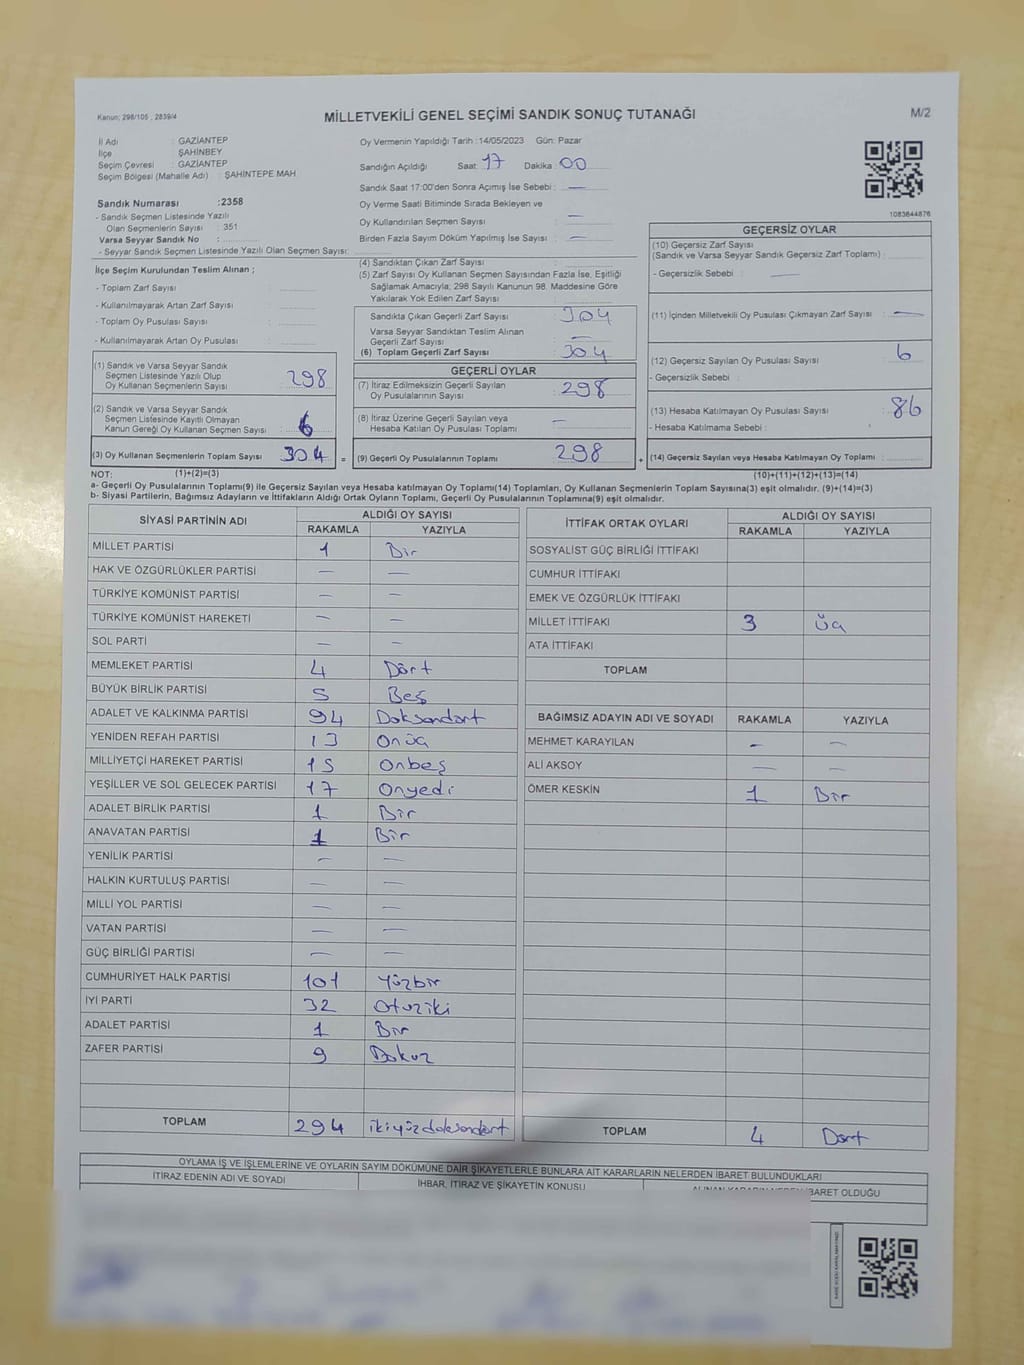 Kanun; 298/105 , 2839/4
MİLLETVEKİLİ GENEL SEÇİMİ SANDIK SONUÇ TUTANAĞI
M/2
İl Adı : GAZİANTEP
İlçe : ŞAHİNBEY
Seçim Çevresi : GAZİANTEP
Seçim Bölgesi (Mahalle Adı) : ŞAHİNTEPE MAH
Sandık Numarası :2358
- Sandık Seçmen Listesinde Yazılı
Olan Seçmenlerin Sayısı : 351
Varsa Seyyar Sandık No :
- Seyyar Sandık Seçmen Listesinde Yazılı Olan Seçmen Sayısı:
İlçe Seçim Kurulundan Teslim Alınan ;
- Toplam Zarf Sayısı :
- Kullanılmayarak Artan Zarf Sayısı :
- Toplam Oy Pusulası Sayısı :
- Kullanılmayarak Artan Oy Pusulası :
Oy Vermenin Yapıldığı Tarih : 14/05/2023 Gün: Pazar
Sandığın Açıldığı Saat: 17 Dakika : 00
Sandık Saat 17:00'den Sonra Açımış İse Sebebi : —
Oy Verme Saati Bitiminde Sırada Bekleyen ve
Oy Kullandırılan Seçmen Sayısı : —
Birden Fazla Sayım Döküm Yapılmış İse Sayısı : —
(4) Sandıktan Çıkan Zarf Sayısı :
(5) Zarf Sayısı Oy Kullanan Seçmen Sayısından Fazla İse, Eşitliği
Sağlamak Amacıyla; 298 Sayılı Kanunun 98. Maddesine Göre
Yakılarak Yok Edilen Zarf Sayısı :
Sandıkta Çıkan Geçerli Zarf Sayısı : 304
Varsa Seyyar Sandıktan Teslim Alınan
Geçerli Zarf Sayısı : —
(6) Toplam Geçerli Zarf Sayısı : 304
1083644876
GEÇERSİZ OYLAR
(10) Geçersiz Zarf Sayısı
(Sandık ve Varsa Seyyar Sandık Geçersiz Zarf Toplamı) :
- Geçersizlik Sebebi : —
(11) İçinden Milletvekili Oy Pusulası Çıkmayan Zarf Sayısı : —
(12) Geçersiz Sayılan Oy Pusulası Sayısı : 6
- Geçersizlik Sebebi :
(13) Hesaba Katılmayan Oy Pusulası Sayısı : 86
- Hesaba Katılmama Sebebi :
(14) Geçersiz Sayılan veya Hesaba Katılmayan Oy Toplamı :
(10)+(11)+(12)+(13)=(14)
(1) Sandık ve Varsa Seyyar Sandık
Seçmen Listesinde Yazılı Olup
Oy Kullanan Seçmenlerin Sayısı : 298
(2) Sandık ve Varsa Seyyar Sandık
Seçmen Listesinde Kayıtlı Olmayan
Kanun Gereği Oy Kullanan Seçmen Sayısı : 6
(3) Oy Kullanan Seçmenlerin Toplam Sayısı : 304 =
GEÇERLİ OYLAR
(7) İtiraz Edilmeksizin Geçerli Sayılan
Oy Pusulalarının Sayısı : 298
(8) İtiraz Üzerine Geçerli Sayılan veya
Hesaba Katılan Oy Pusulası Toplamı : —
(9) Geçerli Oy Pusulalarının Toplamı : 298 +
NOT: (1)+(2)=(3)
a- Geçerli Oy Pusulalarının Toplamı(9) ile Geçersiz Sayılan veya Hesaba katılmayan Oy Toplamı(14) Toplamları, Oy Kullanan Seçmenlerin Toplam Sayısına(3) eşit olmalıdır. (9)+(14)=(3)
b- Siyasi Partilerin, Bağımsız Adayların ve İttifakların Aldığı Ortak Oyların Toplamı, Geçerli Oy Pusulalarının Toplamına(9) eşit olmalıdır.
SİYASİ PARTİNİN ADI ALDIĞI OY SAYISI
RAKAMLA YAZIYLA
MİLLET PARTİSİ 1 Bir
HAK VE ÖZGÜRLÜKLER PARTİSİ — —
TÜRKİYE KOMÜNİST PARTİSİ — —
TÜRKİYE KOMÜNİST HAREKETİ — —
SOL PARTİ — —
MEMLEKET PARTİSİ 4 Dört
BÜYÜK BİRLİK PARTİSİ 5 Beş
ADALET VE KALKINMA PARTİSİ 94 Doksandört
YENİDEN REFAH PARTİSİ 13 Onüç
MİLLİYETÇİ HAREKET PARTİSİ 15 Onbeş
YEŞİLLER VE SOL GELECEK PARTİSİ 17 Onyedi
ADALET BİRLİK PARTİSİ 1 Bir
ANAVATAN PARTİSİ 1 Bir
YENİLİK PARTİSİ — —
HALKIN KURTULUŞ PARTİSİ — —
MİLLİ YOL PARTİSİ — —
VATAN PARTİSİ — —
GÜÇ BİRLİĞİ PARTİSİ — —
CUMHURİYET HALK PARTİSİ 101 Yüzbir
İYİ PARTİ 32 Otuziki
ADALET PARTİSİ 1 Bir
ZAFER PARTİSİ 9 Dokuz
TOPLAM 294 ikiyüzdoksandört
İTTİFAK ORTAK OYLARI ALDIĞI OY SAYISI
RAKAMLA YAZIYLA
SOSYALİST GÜÇ BİRLİĞİ İTTİFAKI
CUMHUR İTTİFAKI
EMEK VE ÖZGÜRLÜK İTTİFAKI
MİLLET İTTİFAKI 3 Üç
ATA İTTİFAKI
TOPLAM
BAĞIMSIZ ADAYIN ADI VE SOYADI RAKAMLA YAZIYLA
MEHMET KARAYILAN — —
ALİ AKSOY — —
ÖMER KESKİN 1 Bir
TOPLAM 4 Dört
OYLAMA İŞ VE İŞLEMLERİNE VE OYLARIN SAYIM DÖKÜMÜNE DAİR ŞİKAYETLERLE BUNLARA AİT KARARLARIN NELERDEN İBARET BULUNDUKLARI
İTİRAZ EDENİN ADI VE SOYADI İHBAR, İTİRAZ VE ŞİKAYETİN KONUSU ALINAN KARARIN NEDEN İBARET OLDUĞU